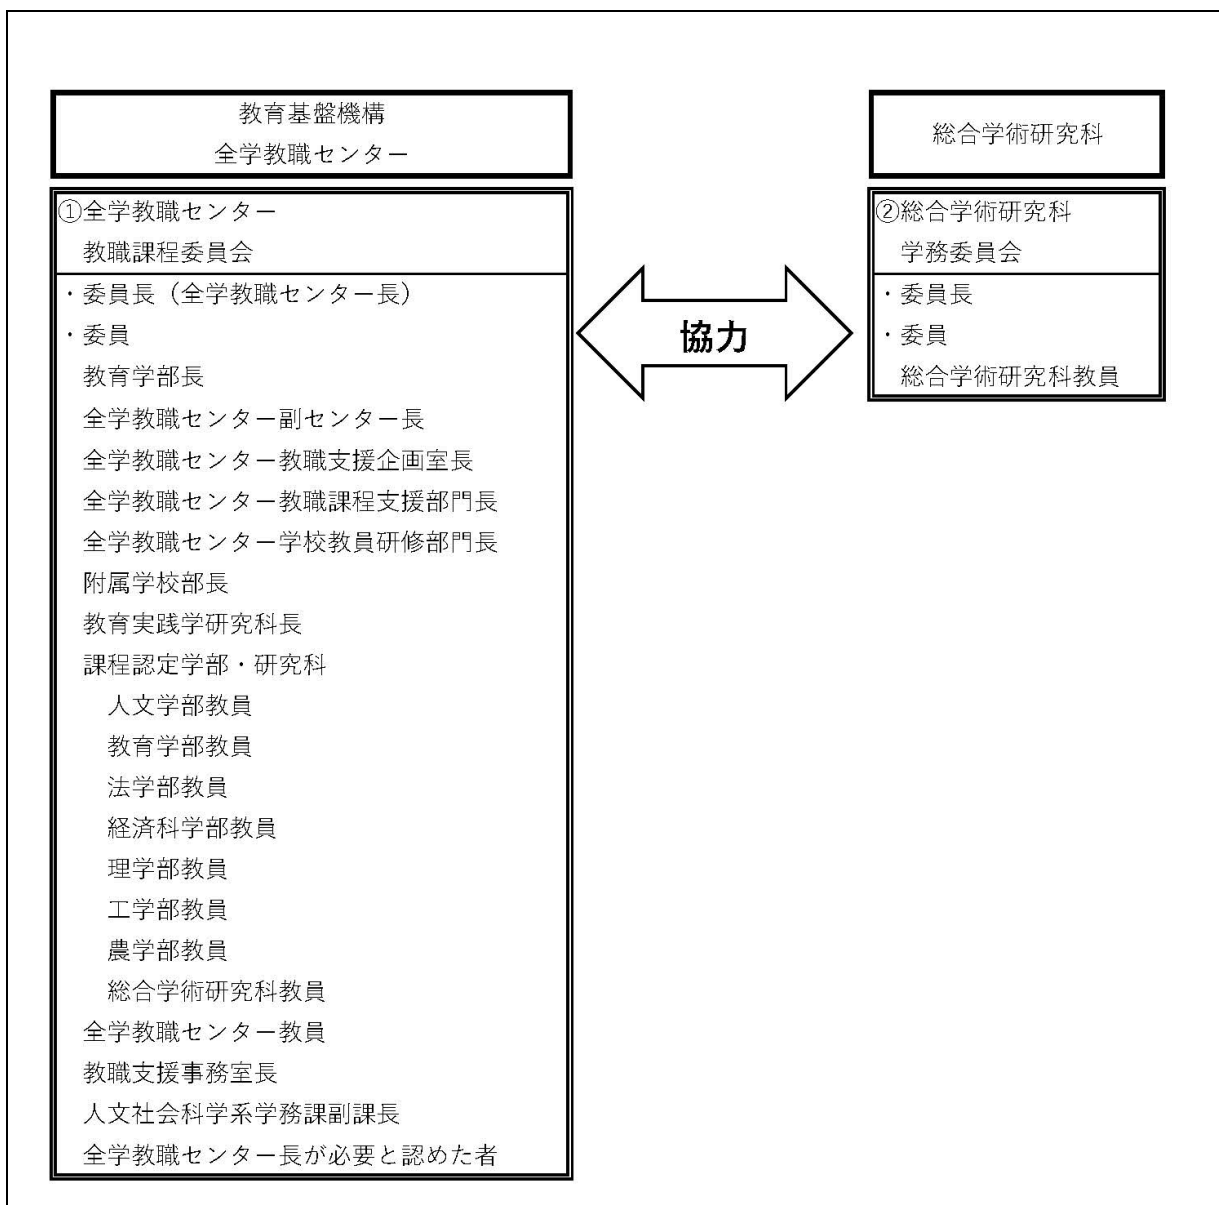 教育基盤機構
全学教職センター
①全学教職センター
教職課程委員会
・委員長（全学教職センター長）
・委員
教育学部長
全学教職センター副センター長
全学教職センター教職支援企画室長
全学教職センター教職課程支援部門長
全学教職センター学校教員研修部門長
附属学校部長
教育実践学研究科長
課程認定学部・研究科
人文学部教員
教育学部教員
法学部教員
経済科学部教員
理学部教員
工学部教員
農学部教員
総合学術研究科教員
全学教職センター教員
教職支援事務室長
人文社会科学系学務課副課長
全学教職センター長が必要と認めた者
協力
総合学術研究科
②総合学術研究科
学務委員会
・委員長
・委員
総合学術研究科教員